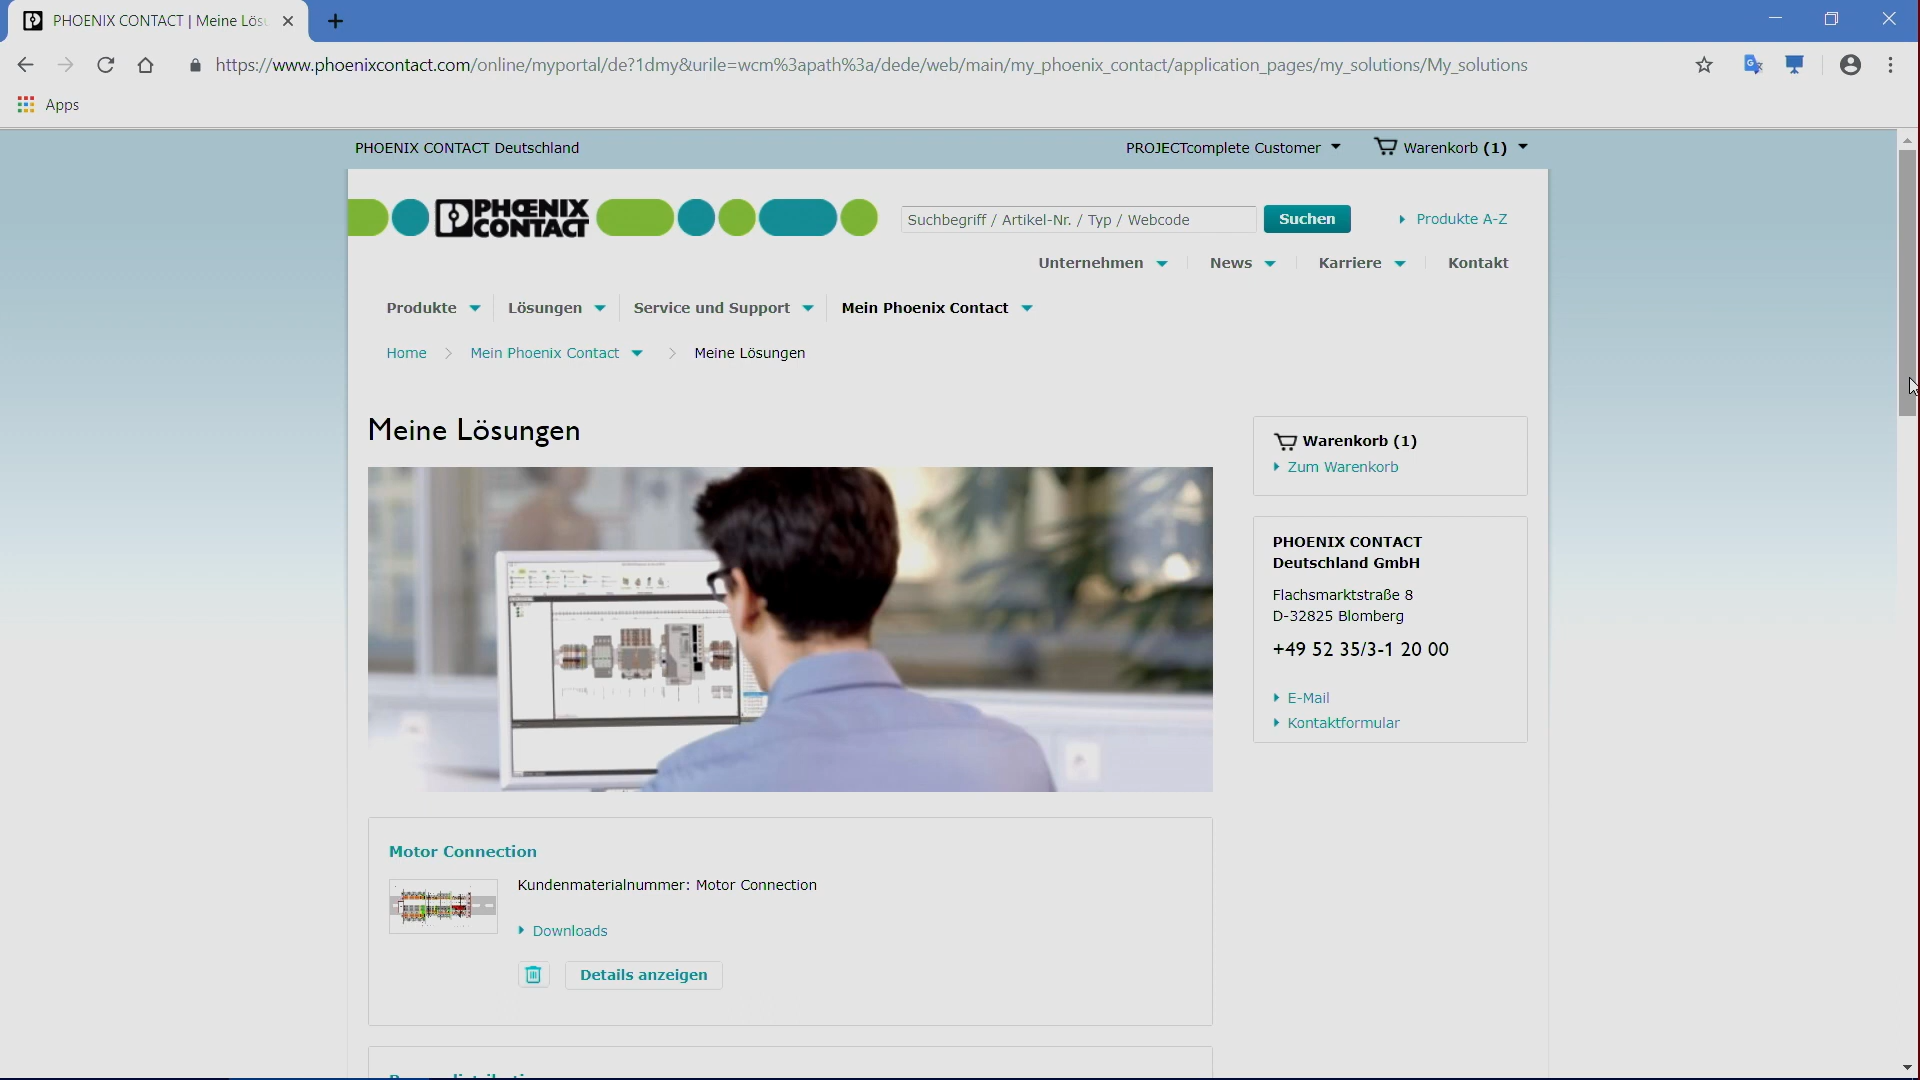 PHOENIX CONTACT | Meine Lös
https://www.phoenixcontact.com/online/myportal/de?1dmy&urile=wcm%3apath%3a/dede/web/main/my_phoenix_contact/application_pages/my_solutions/My_solutions
Apps
PHOENIX CONTACT Deutschland
PROJECTcomplete Customer
Warenkorb (1)
PHŒNIX
CONTACT
Suchbegriff / Artikel-Nr. / Typ / Webcode
Suchen
Produkte A-Z
Unternehmen
News
Karriere
Kontakt
Produkte
Lösungen
Service und Support
Mein Phoenix Contact
Home
Mein Phoenix Contact
Meine Lösungen
Meine Lösungen
Warenkorb (1)
Zum Warenkorb
PHOENIX CONTACT
Deutschland GmbH
Flachsmarktstraße 8
D-32825 Blomberg
+49 52 35/3-1 20 00
E-Mail
Kontaktformular
Motor Connection
Kundenmaterialnummer: Motor Connection
Downloads
Details anzeigen